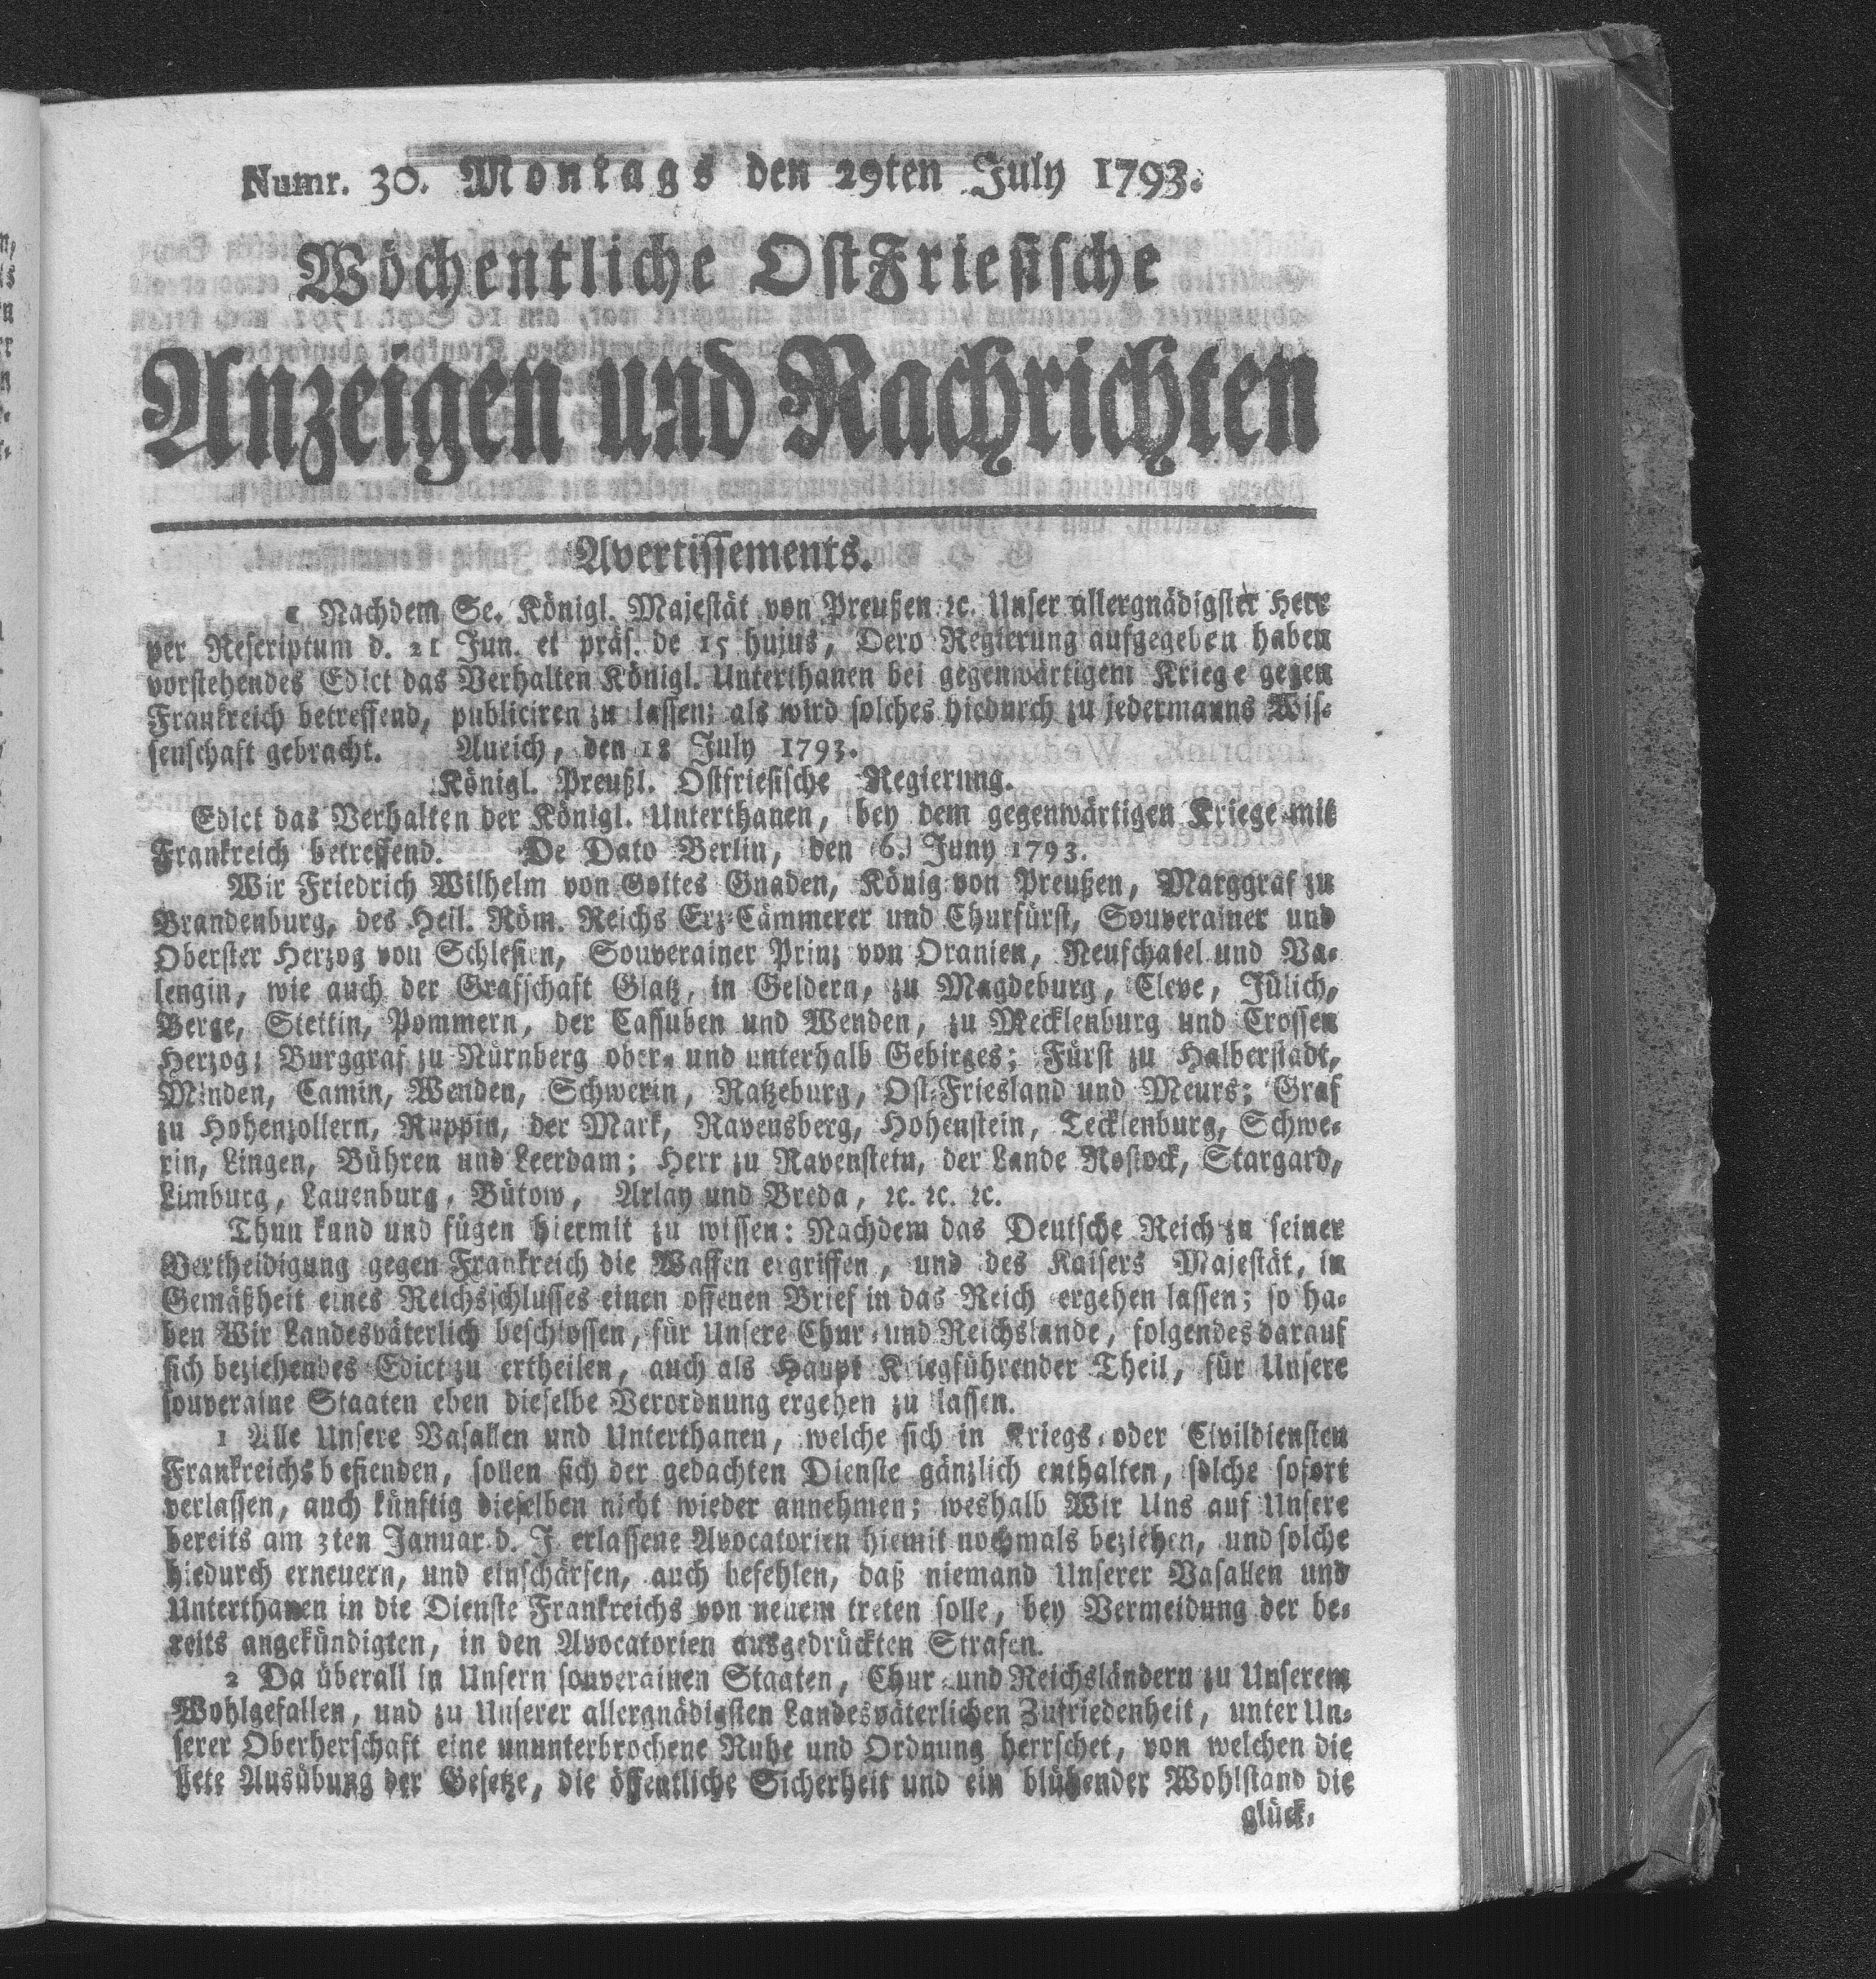 Numr. 30. Montags den 29ten July 1793.
Wöchentliche OstFriesische
Anzeigen und Nachrichten
Avertissements.
1 Nachdem Se. Königl. Majestät von Preußen ꝛc. Unser allergnädigster Herr
per Rescriptum d. 21 Jun. et präs. de 15 hujus, Dero Regierung aufgegeben haben
vorstehendes Edict das Verhalten Königl. Unterthanen bei gegenwärtigem Kriege gegen
Frankreich betreffend, publiciren zu lassen; als wird solches hiedurch zu jedermanns Wis-
senschaft gebracht. Aurich, den 18 July 1793.
Königl. Preußl. Ostfriesische Regierung.
Edict das Verhalten der Königl. Unterthanen, bey dem gegenwärtigen Kriege mit
Frankreich betreffend. De Dato Berlin, den 6. Juny 1793.
Wir Friedrich Wilhelm von Gottes Gnaden, König von Preußen, Marggraf zu
Brandenburg, des Heil. Röm. Reichs Erz-Cämmerer und Churfürst, Souverainer und
Oberster Herzog von Schlesien, Souverainer Prinz von Oranien, Neufchatel und Va-
lengin, wie auch der Grafschaft Glatz, in Geldern, zu Magdeburg, Cleve, Jülich,
Berge, Stettin, Pommern, der Cassuben und Wenden, zu Mecklenburg und Crossen
Herzog; Burggraf zu Nürnberg ober- und unterhalb Gebirges; Fürst zu Halberstadt,
Minden, Camin, Wenden, Schwerin, Ratzeburg, Ost-Friesland und Meurs; Graf
zu Hohenzollern, Ruppin, der Mark, Ravensberg, Hohenstein, Tecklenburg, Schwe-
rin, Lingen, Bühren und Leerdam; Herr zu Ravenstein, der Lande Rostock, Stargard,
Limburg, Lauenburg, Bütow, Arlay und Breda, ꝛc. ꝛc. ꝛc.
Thun kund und fügen hiermit zu wissen: Nachdem das Deutsche Reich zu seiner
Vertheidigung gegen Frankreich die Waffen ergriffen, und des Kaisers Majestät, in
Gemäßheit eines Reichsschlusses einen offenen Brief in das Reich ergehen lassen; so ha-
ben Wir Landesväterlich beschlossen, für Unsere Chur- und Reichslande, folgendes darauf
sich beziehendes Edict zu ertheilen, auch als Haupt Kriegführender Theil, für Unsere
souveraine Staaten eben dieselbe Verordnung ergehen zu lassen.
1 Alle Unsere Vasallen und Unterthanen, welche sich in Kriegs- oder Civildiensten
Frankreichs befienden, sollen sich der gedachten Dienste gänzlich enthalten, solche sofort
verlassen, auch künftig dieselben nicht wieder annehmen; weshalb Wir Uns auf Unsere
bereits am 3ten Januar d. J. erlassene Avocatorien hiemit nochmals beziehen, und solche
hiedurch erneuern, und einschärfen, auch befehlen, daß niemand Unserer Vasallen und
Unterthanen in die Dienste Frankreichs von neuem treten solle, bey Vermeidung der be-
reits angekündigten, in den Avocatorien ausgedrückten Strafen.
2 Da überall in Unsern souverainen Staaten, Chur- und Reichsländern zu Unserem
Wohlgefallen, und zu Unserer allergnädigsten Landesväterlichen Zufriedenheit, unter Un-
serer Oberherschaft eine ununterbrochene Ruhe und Ordnung herrschet, von welchen die
stete Ausübung der Gesetze, die öffentliche Sicherheit und ein blühender Wohlstand die
glück-